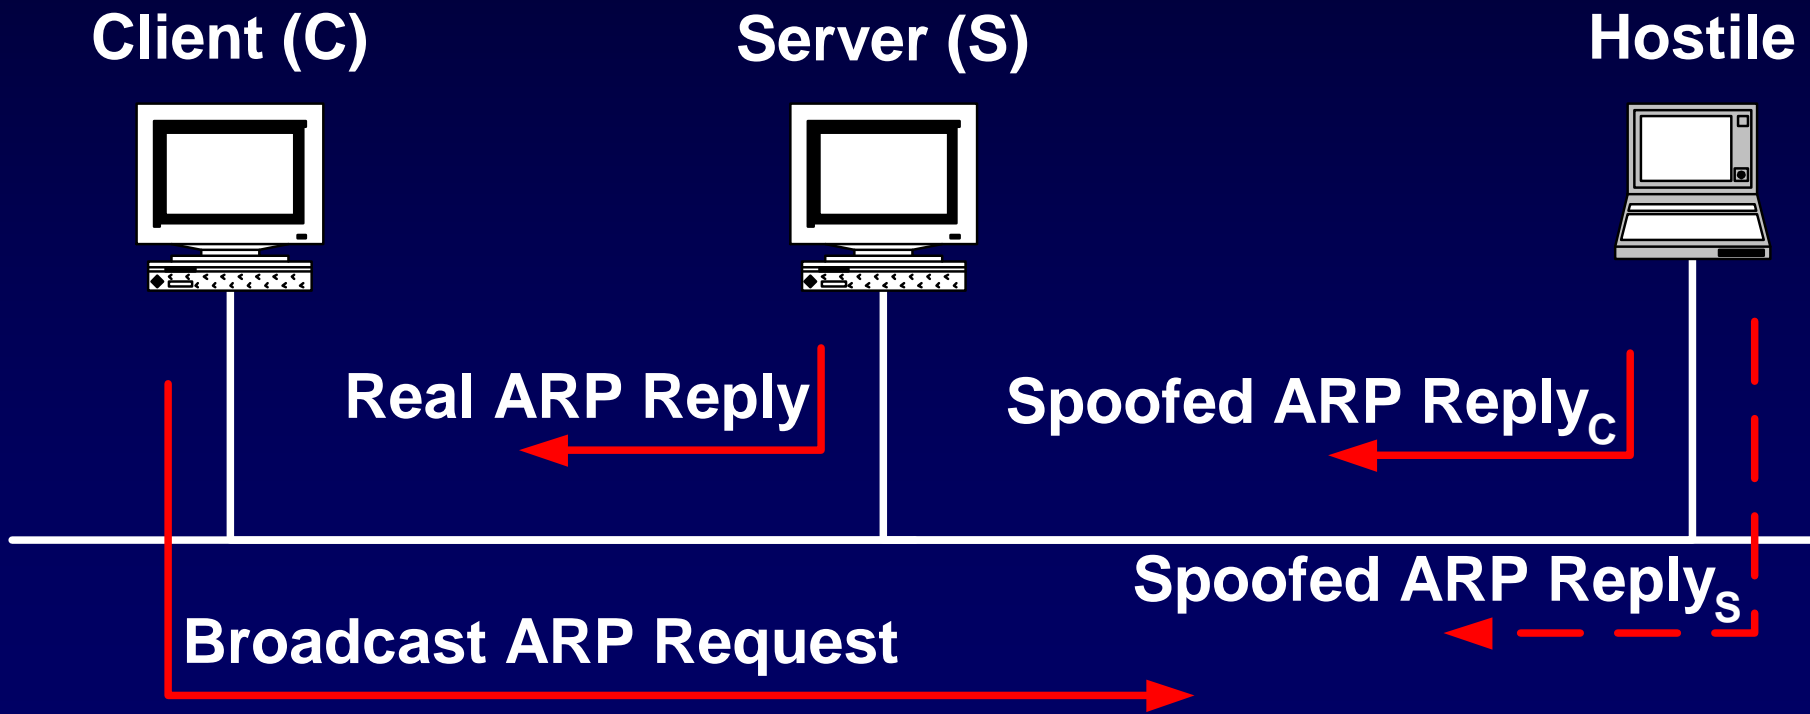 Client (C)
Server (S)
Hostile
Real ARP Reply
Spoofed ARP ReplyC
Spoofed ARP ReplyS
Broadcast ARP Request